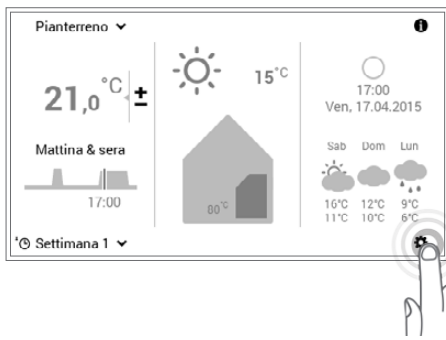 Pianterreno
21,0 °C ±
Mattina & sera
17:00
Settimana 1
15°C
80°C
17:00
Ven, 17.04.2015
Sab Dom Lun
16°C 12°C 9°C
11°C 10°C 6°C